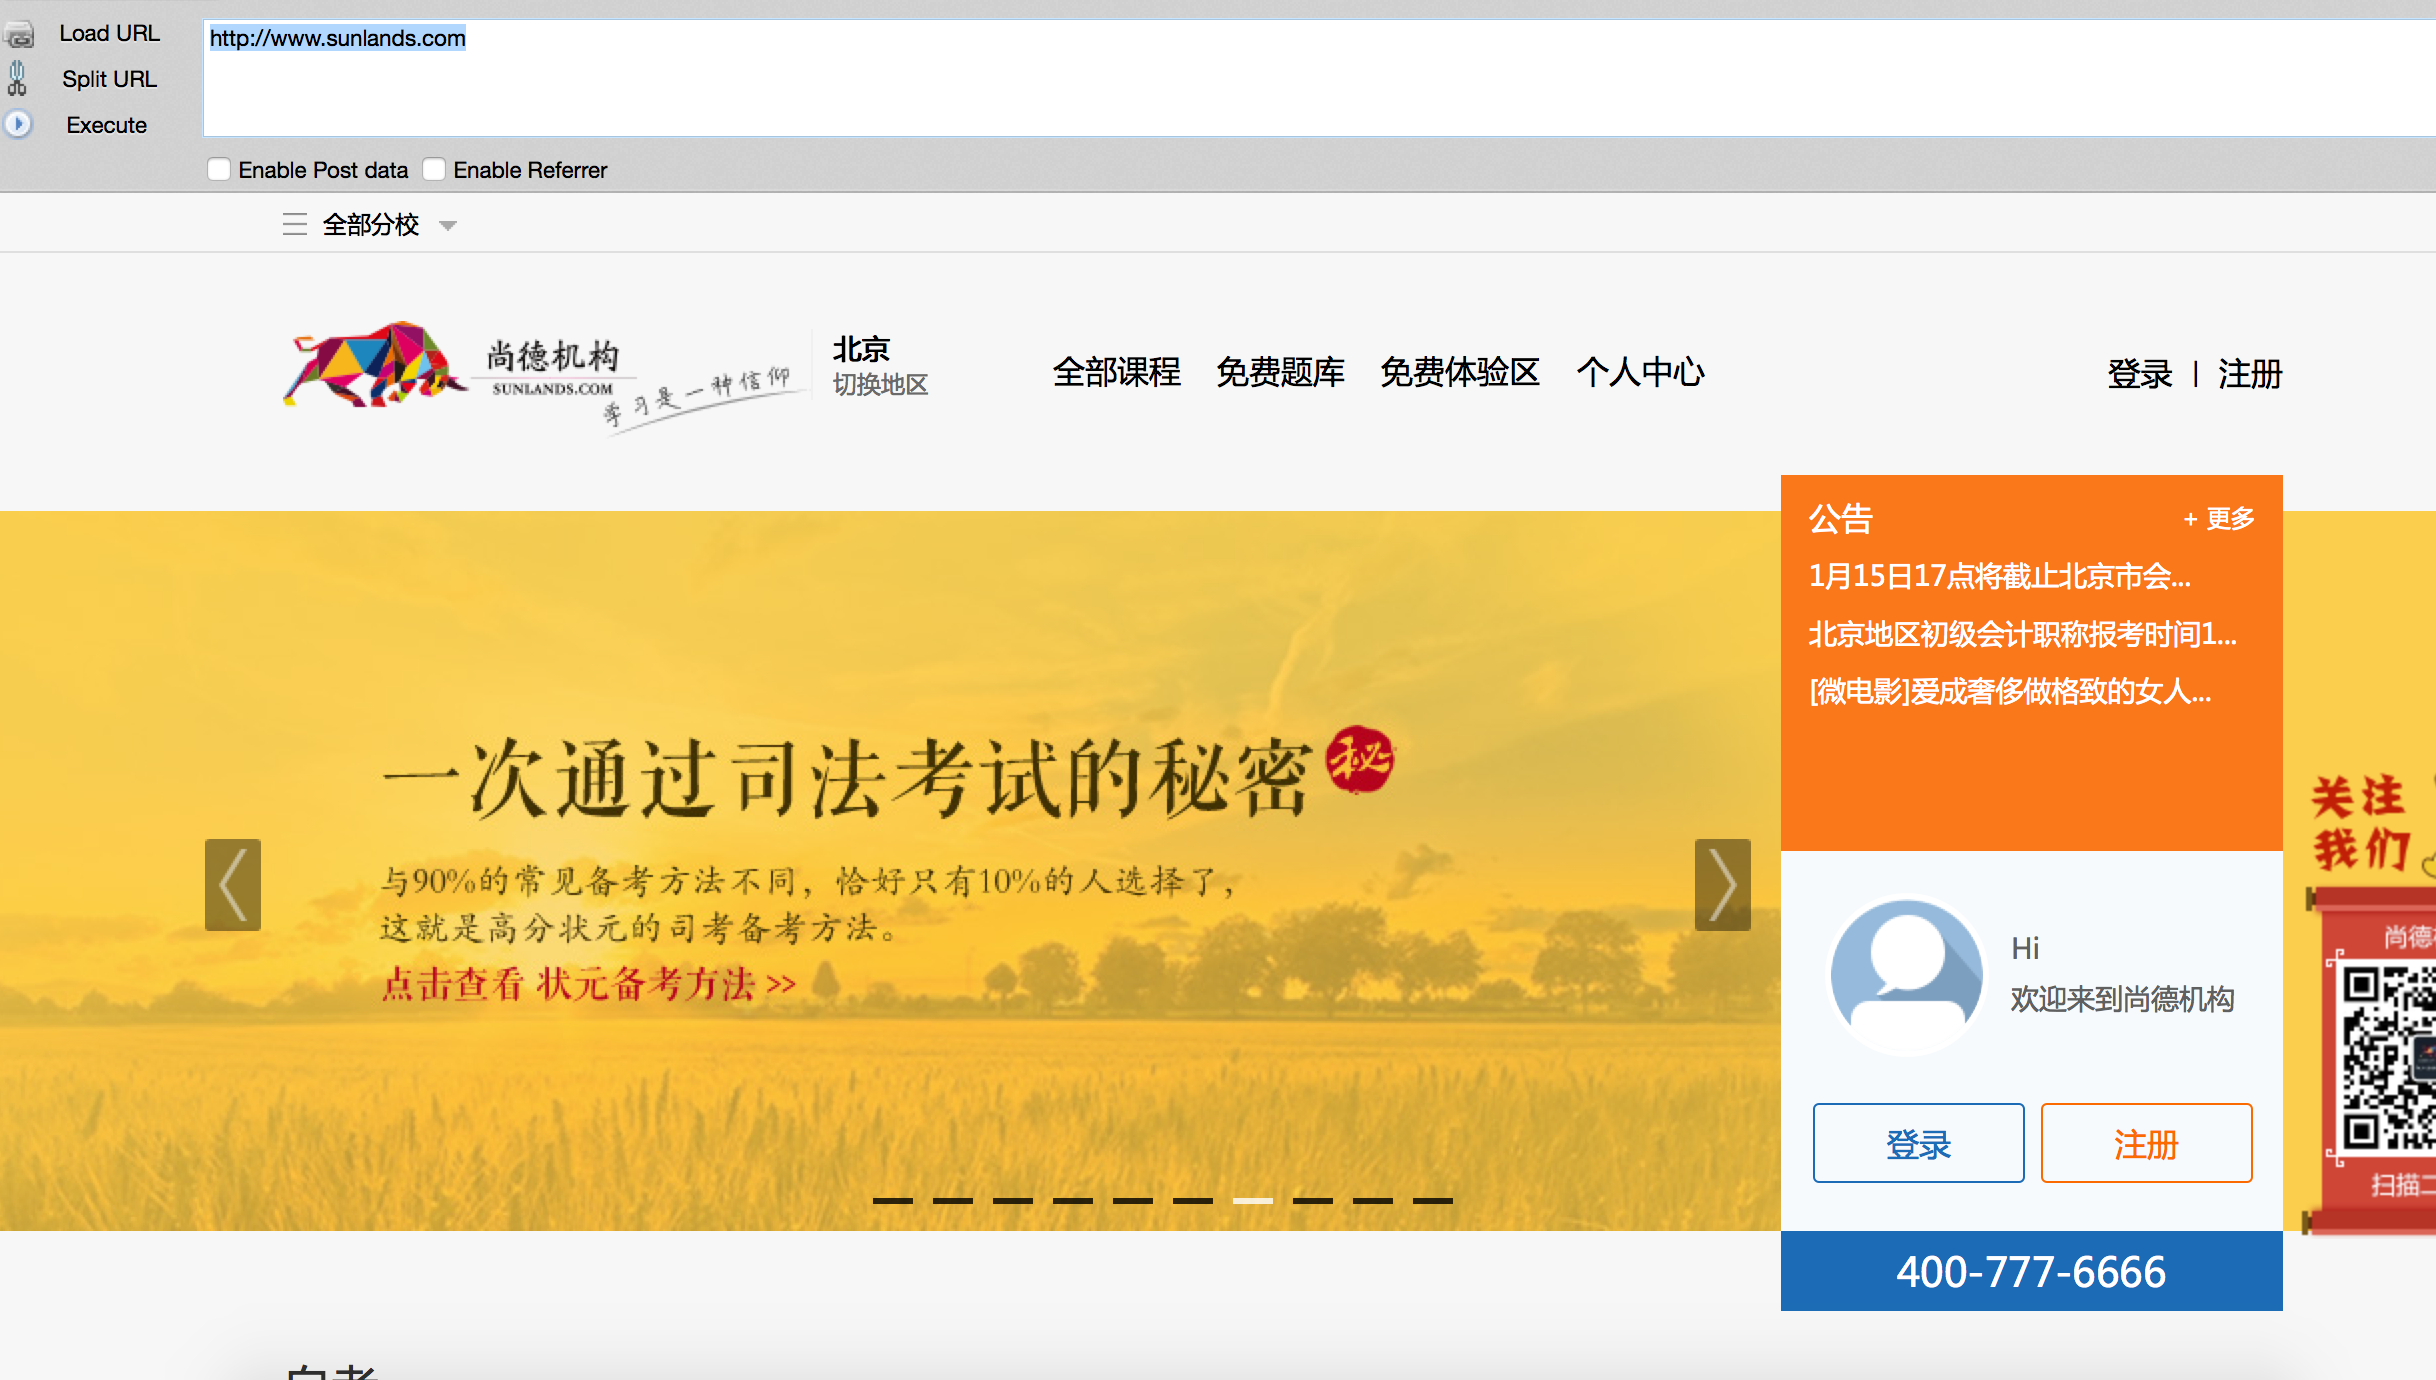 Load URL
http://www.sunlands.com
Split URL
Execute
Enable Post data
Enable Referrer
全部分校
尚德机构
SUNLANDS.COM
学习是一种信仰
北京
切换地区
全部课程
免费题库
免费体验区
个人中心
登录 | 注册
公告
+ 更多
1月15日17点将截止北京市会...
北京地区初级会计职称报考时间1...
[微电影]爱成奢侈做格致的女人...
一次通过司法考试的秘密
秘
与90%的常见备考方法不同，恰好只有10%的人选择了，
这就是高分状元的司考备考方法。
点击查看 状元备考方法 >>
Hi
欢迎来到尚德机构
登录
注册
400-777-6666
关注
我们
尚德
扫描二
自考